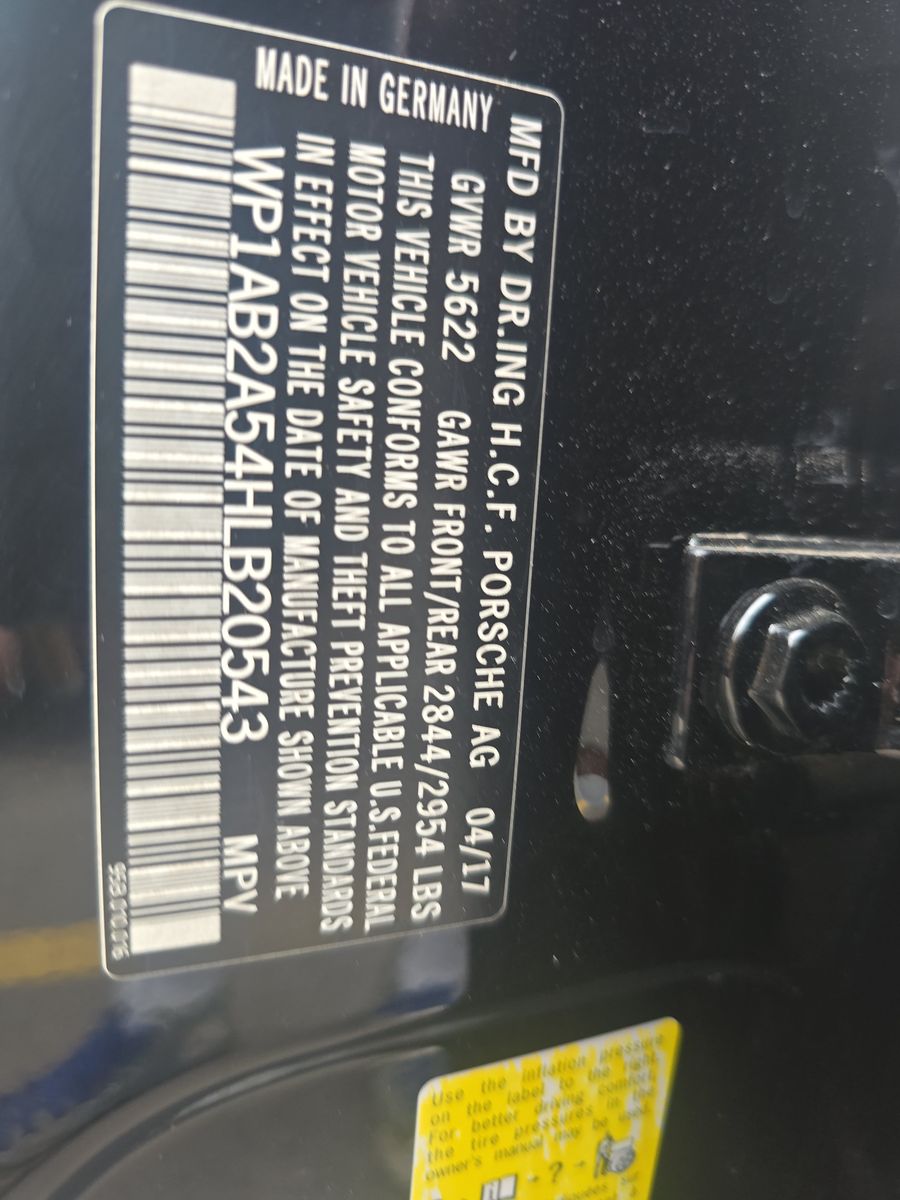 MFD BY DR.ING H.C.F. PORSCHE AG 04/17
GVWR 5622 GAWR FRONT/REAR 2844/2954 LBS
THIS VEHICLE CONFORMS TO ALL APPLICABLE U.S.FEDERAL
MOTOR VEHICLE SAFETY AND THEFT PREVENTION STANDARDS
IN EFFECT ON THE DATE OF MANUFACTURE SHOWN ABOVE
WP1AB2A54HLB20543 MPV
MADE IN GERMANY
Use the inflation pressure
on the label to the right.
For better driving comfort,
the tire pressures in the
owner's manual may be used.
- ? -